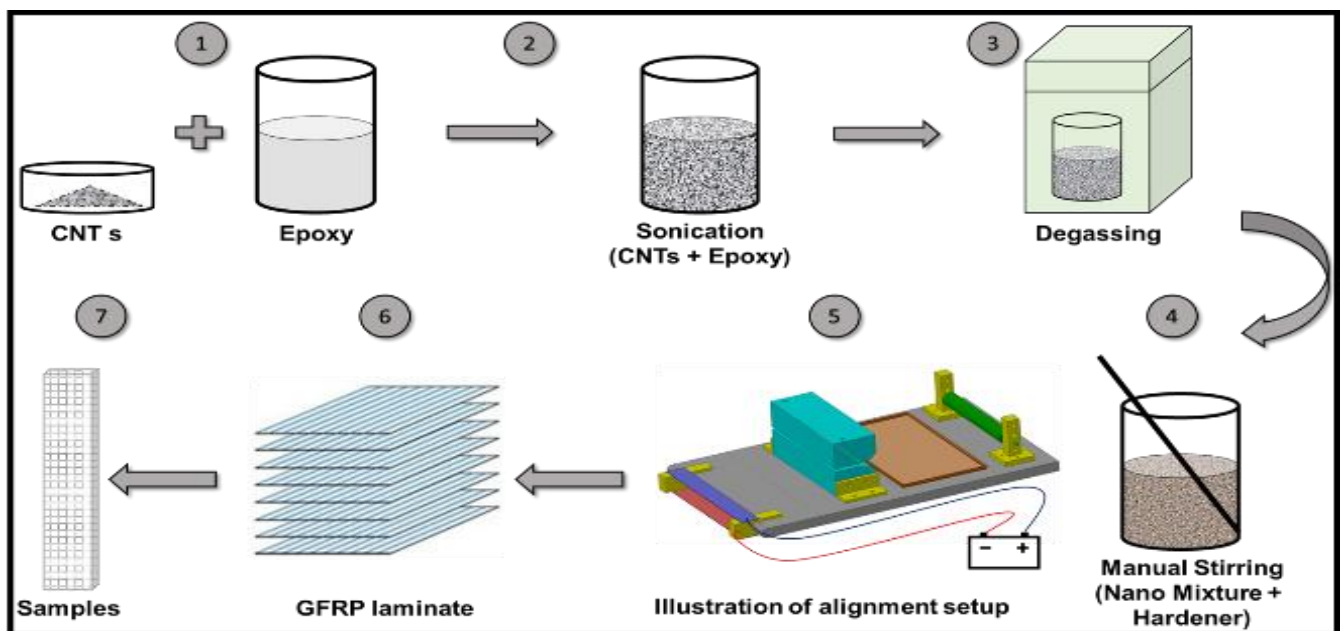 1
2
3
CNT s
Epoxy
Sonication
(CNTs + Epoxy)
Degassing
7
6
5
4
− +
Samples
GFRP laminate
Illustration of alignment setup
Manual Stirring
(Nano Mixture +
Hardener)